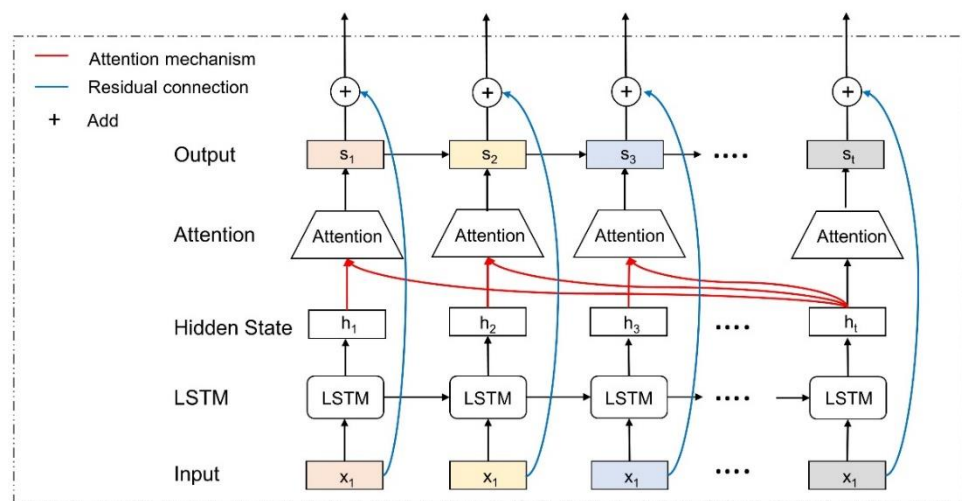 Attention mechanism
Residual connection
+ Add
+ + + +
Output s₁ s₂ s₃ .... sₜ
Attention Attention Attention Attention Attention
Hidden State h₁ h₂ h₃ .... hₜ
LSTM LSTM LSTM LSTM .... LSTM
Input x₁ x₁ x₁ .... x₁